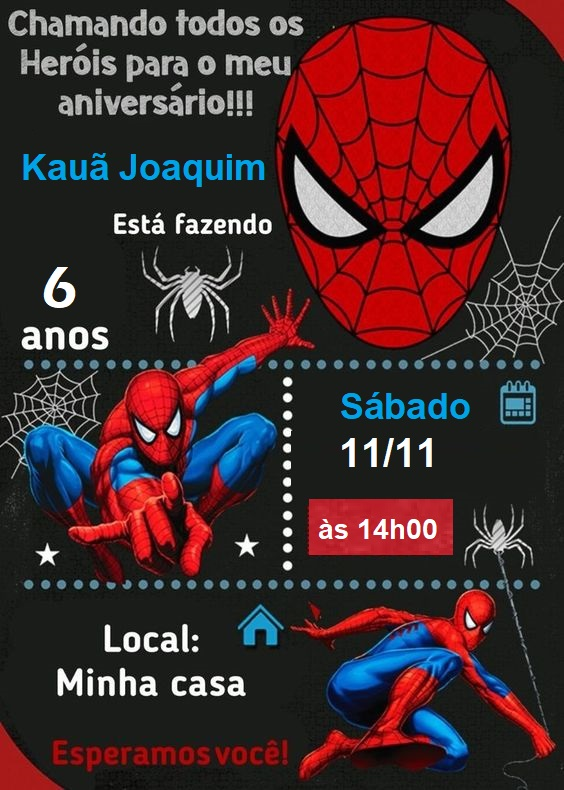 Chamando todos os
Heróis para o meu
aniversário!!!
Kauã Joaquim
Está fazendo
6
anos
Sábado
11/11
às 14h00
Local:
Minha casa
Esperamos você!